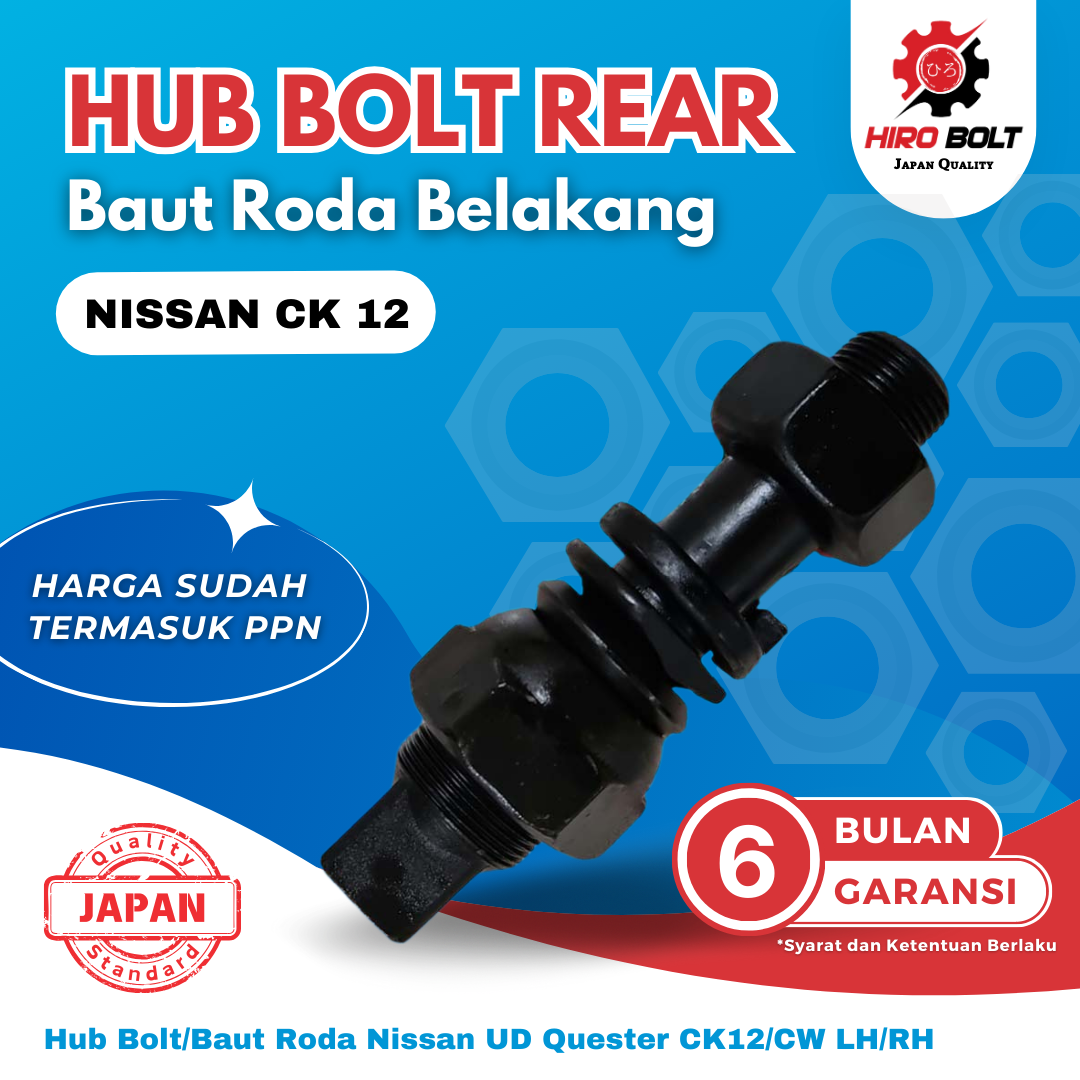 HUB BOLT REAR
Baut Roda Belakang
NISSAN CK 12
ひろ
HIRO BOLT
JAPAN QUALITY
HARGA SUDAH
TERMASUK PPN
Quality
JAPAN
Standard
6
BULAN
GARANSI
*Syarat dan Ketentuan Berlaku
Hub Bolt/Baut Roda Nissan UD Quester CK12/CW LH/RH